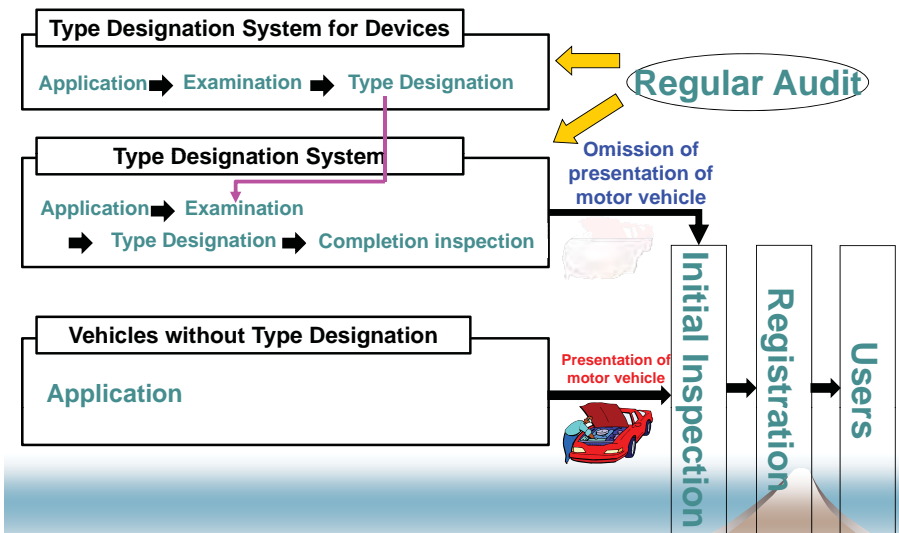 Type Designation System for Devices
Application Examination Type Designation
Regular Audit
Type Designation System
Application Examination
Type Designation Completion inspection
Omission of
presentation of
motor vehicle
Vehicles without Type Designation
Application
Presentation of
motor vehicle
Initial Inspection
Registration
Users